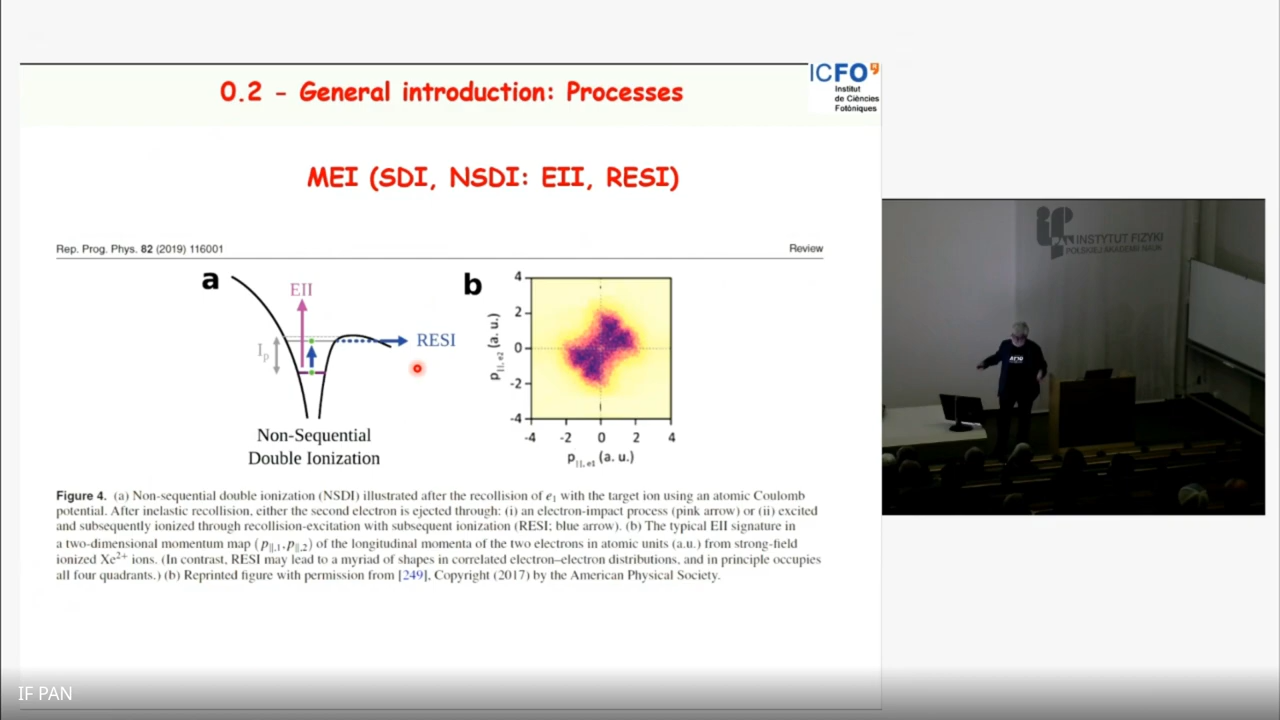 0.2 - General introduction: Processes
ICFO
Institut
de Ciències
Fotòniques
MEI (SDI, NSDI: EII, RESI)
Rep. Prog. Phys. 82 (2019) 116001
Review
a
EII
RESI
Ip
Non-Sequential
Double Ionization
b
4
2
0
-2
-4
p||,e2 (a. u.)
-4 -2 0 2 4
p||,e1 (a. u.)
Figure 4. (a) Non-sequential double ionization (NSDI) illustrated after the recollision of e1 with the target ion using an atomic Coulomb
potential. After inelastic recollision, either the second electron is ejected through: (i) an electron-impact process (pink arrow) or (ii) excited
and subsequently ionized through recollision-excitation with subsequent ionization (RESI; blue arrow). (b) The typical EII signature in
a two-dimensional momentum map (p||,1, p||,2) of the longitudinal momenta of the two electrons in atomic units (a.u.) from strong-field
ionized Xe2+ ions. (In contrast, RESI may lead to a myriad of shapes in correlated electron–electron distributions, and in principle occupies
all four quadrants.) (b) Reprinted figure with permission from [249], Copyright (2017) by the American Physical Society.
INSTYTUT FIZYKI
POLSKIEJ AKADEMII NAUK
IF PAN